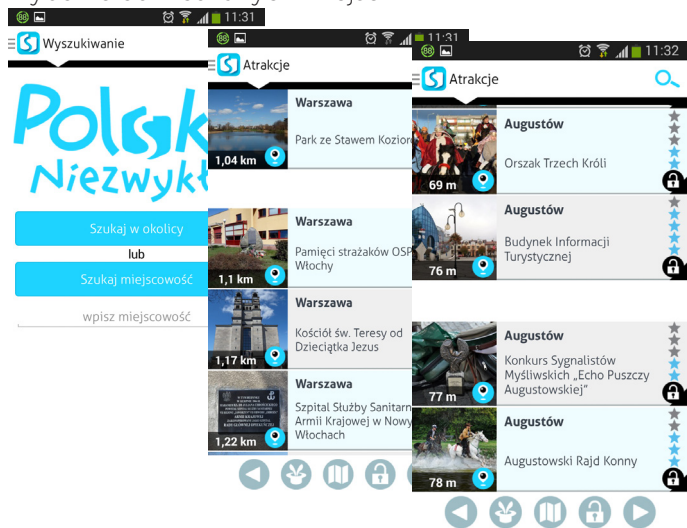 11:31
Wyszukiwanie
Polsk
Niezwykł
Szukaj w okolicy
lub
Szukaj miejscowość
wpisz miejscowość
11:31
Atrakcje
Warszawa
Park ze Stawem Kozior
1,04 km
Warszawa
Pamięci strażaków OSP
Włochy
1,1 km
Warszawa
Kościół św. Teresy od
Dzieciątka Jezus
1,17 km
Warszawa
Szpital Służby Sanitarn
Armii Krajowej w Nowy
Włochach
1,22 km
11:32
Atrakcje
Augustów
Orszak Trzech Króli
69 m
Augustów
Budynek Informacji
Turystycznej
76 m
Augustów
Konkurs Sygnalistów
Myśliwskich „Echo Puszczy
Augustowskiej”
77 m
Augustów
Augustowski Rajd Konny
78 m